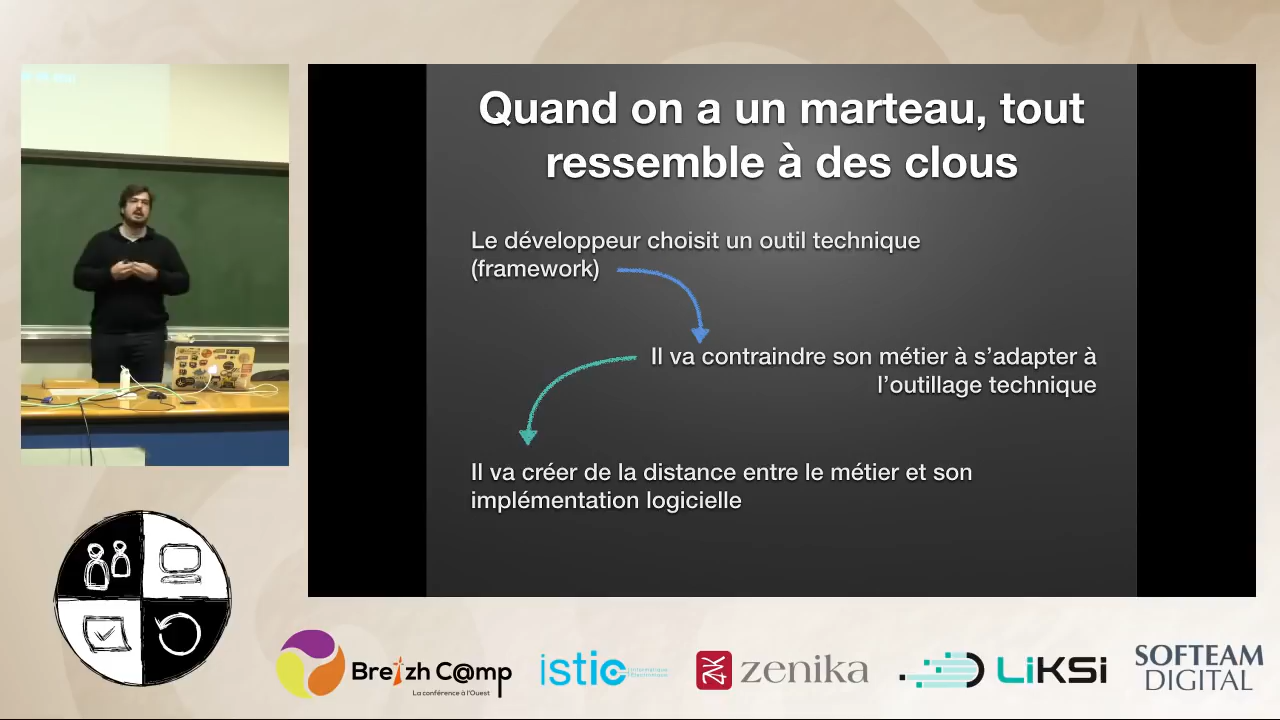 Quand on a un marteau, tout
ressemble à des clous
Le développeur choisit un outil technique
(framework)
Il va contraindre son métier à s’adapter à
l’outillage technique
Il va créer de la distance entre le métier et son
implémentation logicielle
Breizh C@mp
La conférence à l'Ouest
istic
Informatique
Électronique
zenika
LiKSi
SOFTEAM
DIGITAL